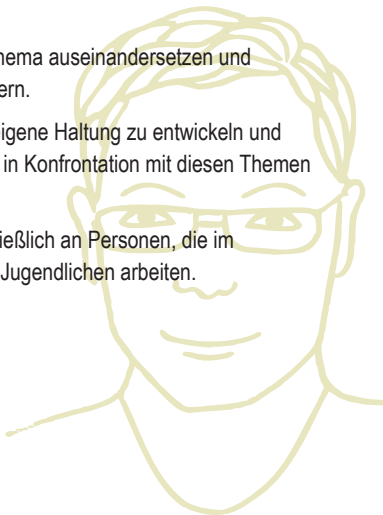 hema auseinandersetzen und
ern.
eigene Haltung zu entwickeln und
in Konfrontation mit diesen Themen
ießlich an Personen, die im
Jugendlichen arbeiten.